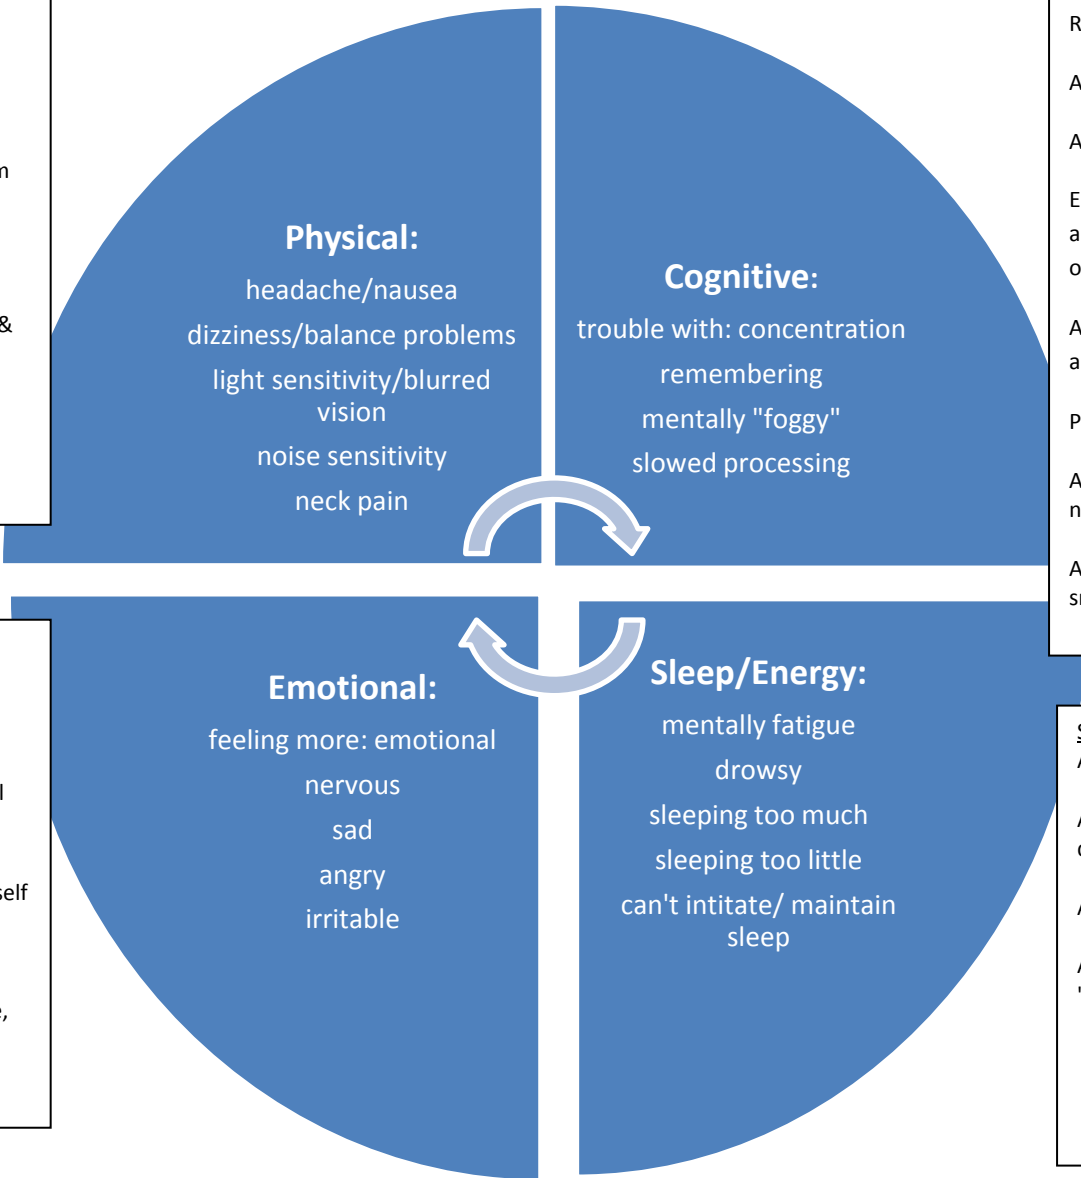 m
&
Physical:
headache/nausea
dizziness/balance problems
light sensitivity/blurred
vision
noise sensitivity
neck pain
Cognitive:
trouble with: concentration
remembering
mentally "foggy"
slowed processing
R
A
A
E
a
o
A
a
P
A
n
A
Emotional:
feeling more: emotional
nervous
sad
angry
irritable
Sleep/Energy:
mentally fatigue
drowsy
sleeping too much
sleeping too little
can't intitate/ maintain
sleep
l
self
,
S
A
A
A
A
"